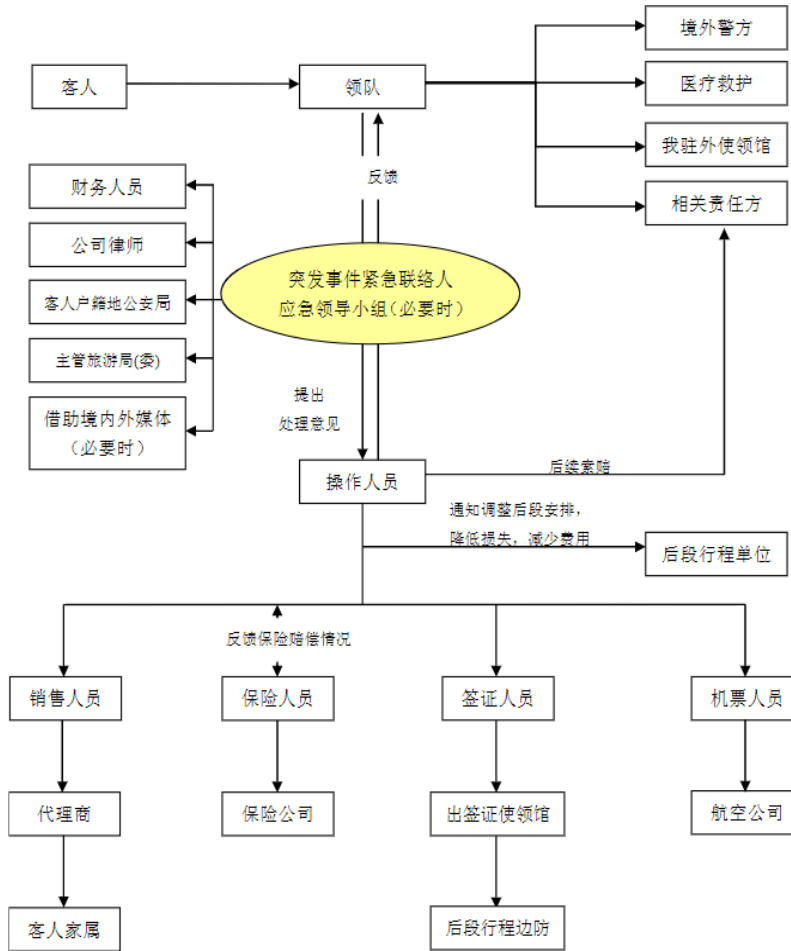 境外警方
客人
领队
医疗救护
我驻外使领馆
反馈
财务人员
相关责任方
公司律师
突发事件紧急联络人
应急领导小组(必要时)
客人户籍地公安局
主管旅游局(委)
提出
处理意见
借助境内外媒体
（必要时）
操作人员
后续索赔
通知调整后段安排，
降低损失，减少费用
后段行程单位
反馈保险赔偿情况
销售人员
保险人员
签证人员
机票人员
代理商
保险公司
出签证使领馆
航空公司
客人家属
后段行程边防